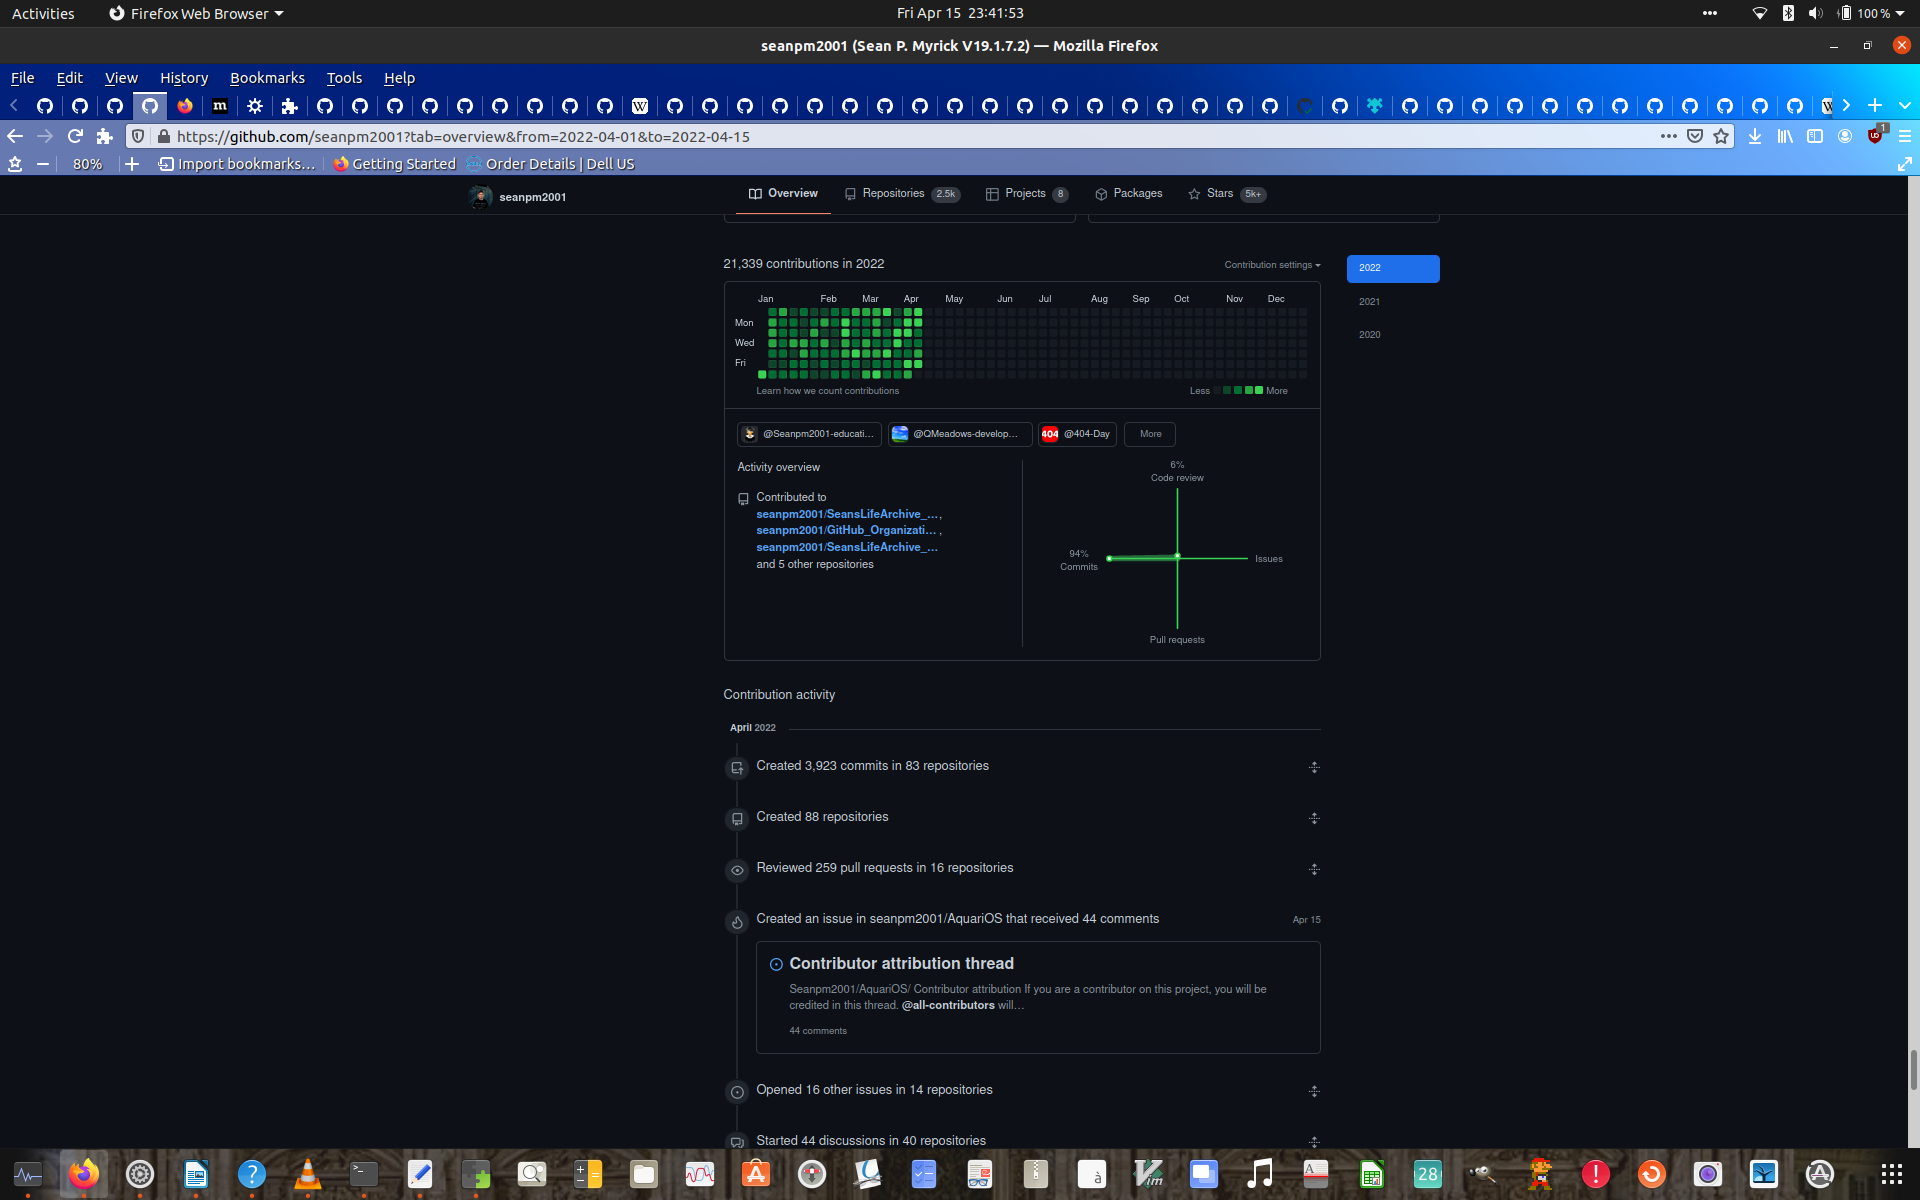 Activities
Firefox Web Browser
Fri Apr 15 23:41:53
100 %
seanpm2001 (Sean P. Myrick V19.1.7.2) — Mozilla Firefox
File Edit View History Bookmarks Tools Help
https://github.com/seanpm2001?tab=overview&from=2022-04-01&to=2022-04-15
1
80%
Import bookmarks...
Getting Started
Order Details | Dell US
seanpm2001
Overview
Repositories 2.5k
Projects 8
Packages
Stars 5k+
21,339 contributions in 2022
Contribution settings
2022
2021
2020
Jan Feb Mar Apr May Jun Jul Aug Sep Oct Nov Dec
Mon
Wed
Fri
Learn how we count contributions
Less
More
@Seanpm2001-educati...
@QMeadows-develop...
404 @404-Day
More
Activity overview
Contributed to
seanpm2001/SeansLifeArchive_... ,
seanpm2001/GitHub_Organizati... ,
seanpm2001/SeansLifeArchive_...
and 5 other repositories
6%
Code review
94%
Commits
Issues
Pull requests
Contribution activity
April 2022
Created 3,923 commits in 83 repositories
Created 88 repositories
Reviewed 259 pull requests in 16 repositories
Created an issue in seanpm2001/AquariOS that received 44 comments
Apr 15
Contributor attribution thread
Seanpm2001/AquariOS/ Contributor attribution If you are a contributor on this project, you will be
credited in this thread. @all-contributors will...
44 comments
Opened 16 other issues in 14 repositories
Started 44 discussions in 40 repositories
28